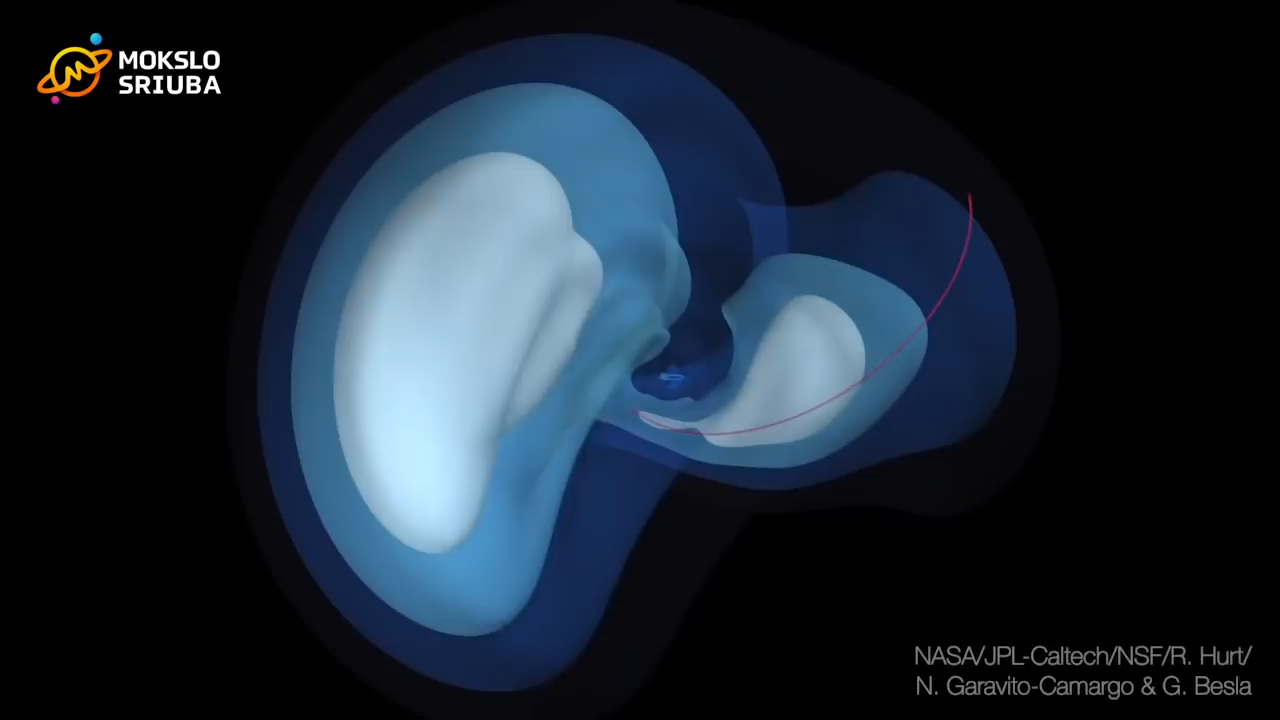 MOKSLO
SRIUBA
NASA/JPL-Caltech/NSF/R. Hurt/
N. Garavito-Camargo & G. Besla